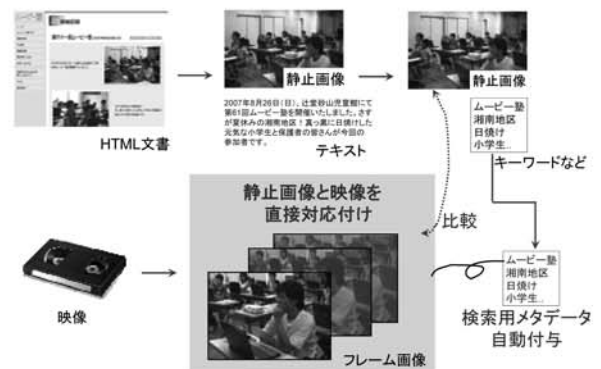 静止画像
静止画像
2007年8月26日(日)、辻堂砂山児童館にて
第61回ムービー塾を開催いたしました。さす
が夏休みの湘南地区！真っ黒に日焼けした
元気な小学生と保護者の皆さんが今回の
参加者です。
HTML文書
テキスト
ムービー塾
湘南地区
日焼け
小学生..
キーワードなど
静止画像と映像を
直接対応付け
比較
映像
フレーム画像
ムービー塾
湘南地区
日焼け
小学生..
検索用メタデータ
自動付与